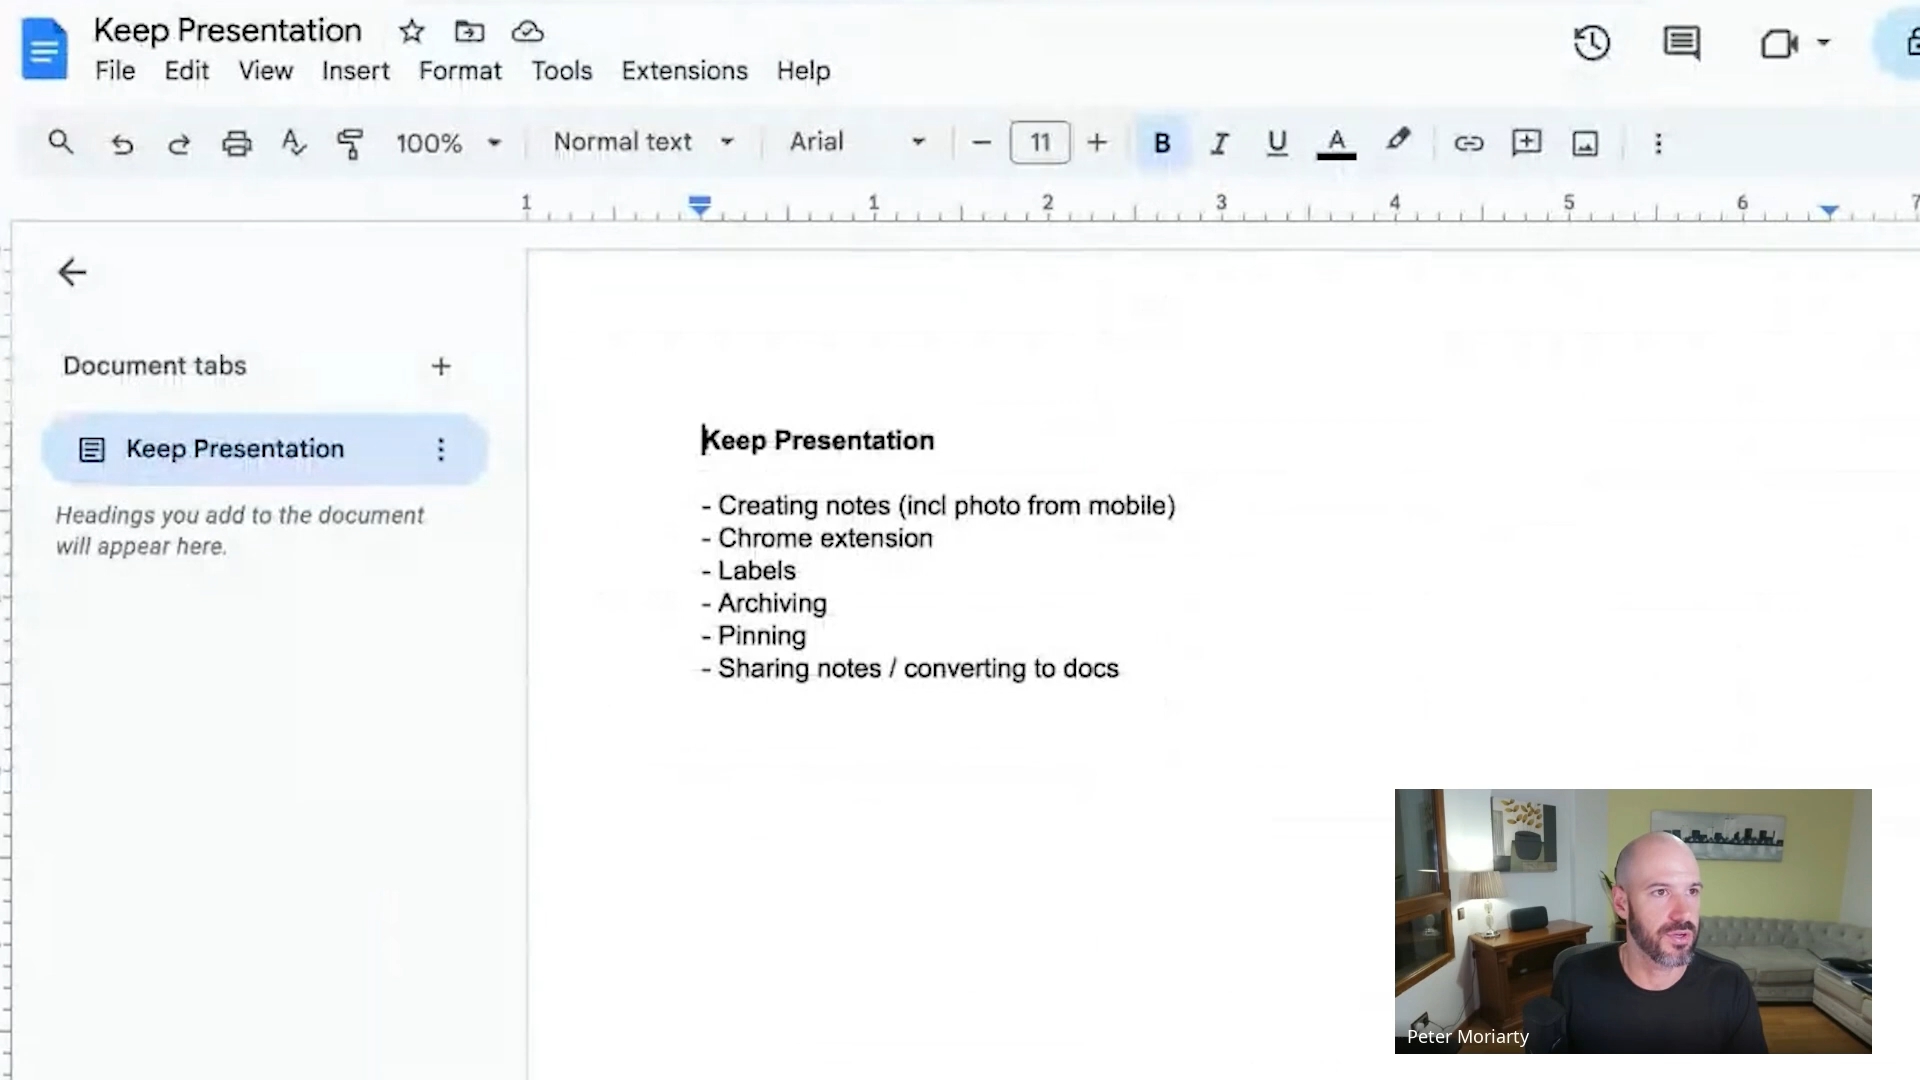 Keep Presentation
File Edit View Insert Format Tools Extensions Help
100% Normal text Arial 11 B I U A
1 1 2 3 4 5 6 7
Document tabs
Keep Presentation
Headings you add to the document
will appear here.
Keep Presentation
- Creating notes (incl photo from mobile)
- Chrome extension
- Labels
- Archiving
- Pinning
- Sharing notes / converting to docs
Peter Moriarty